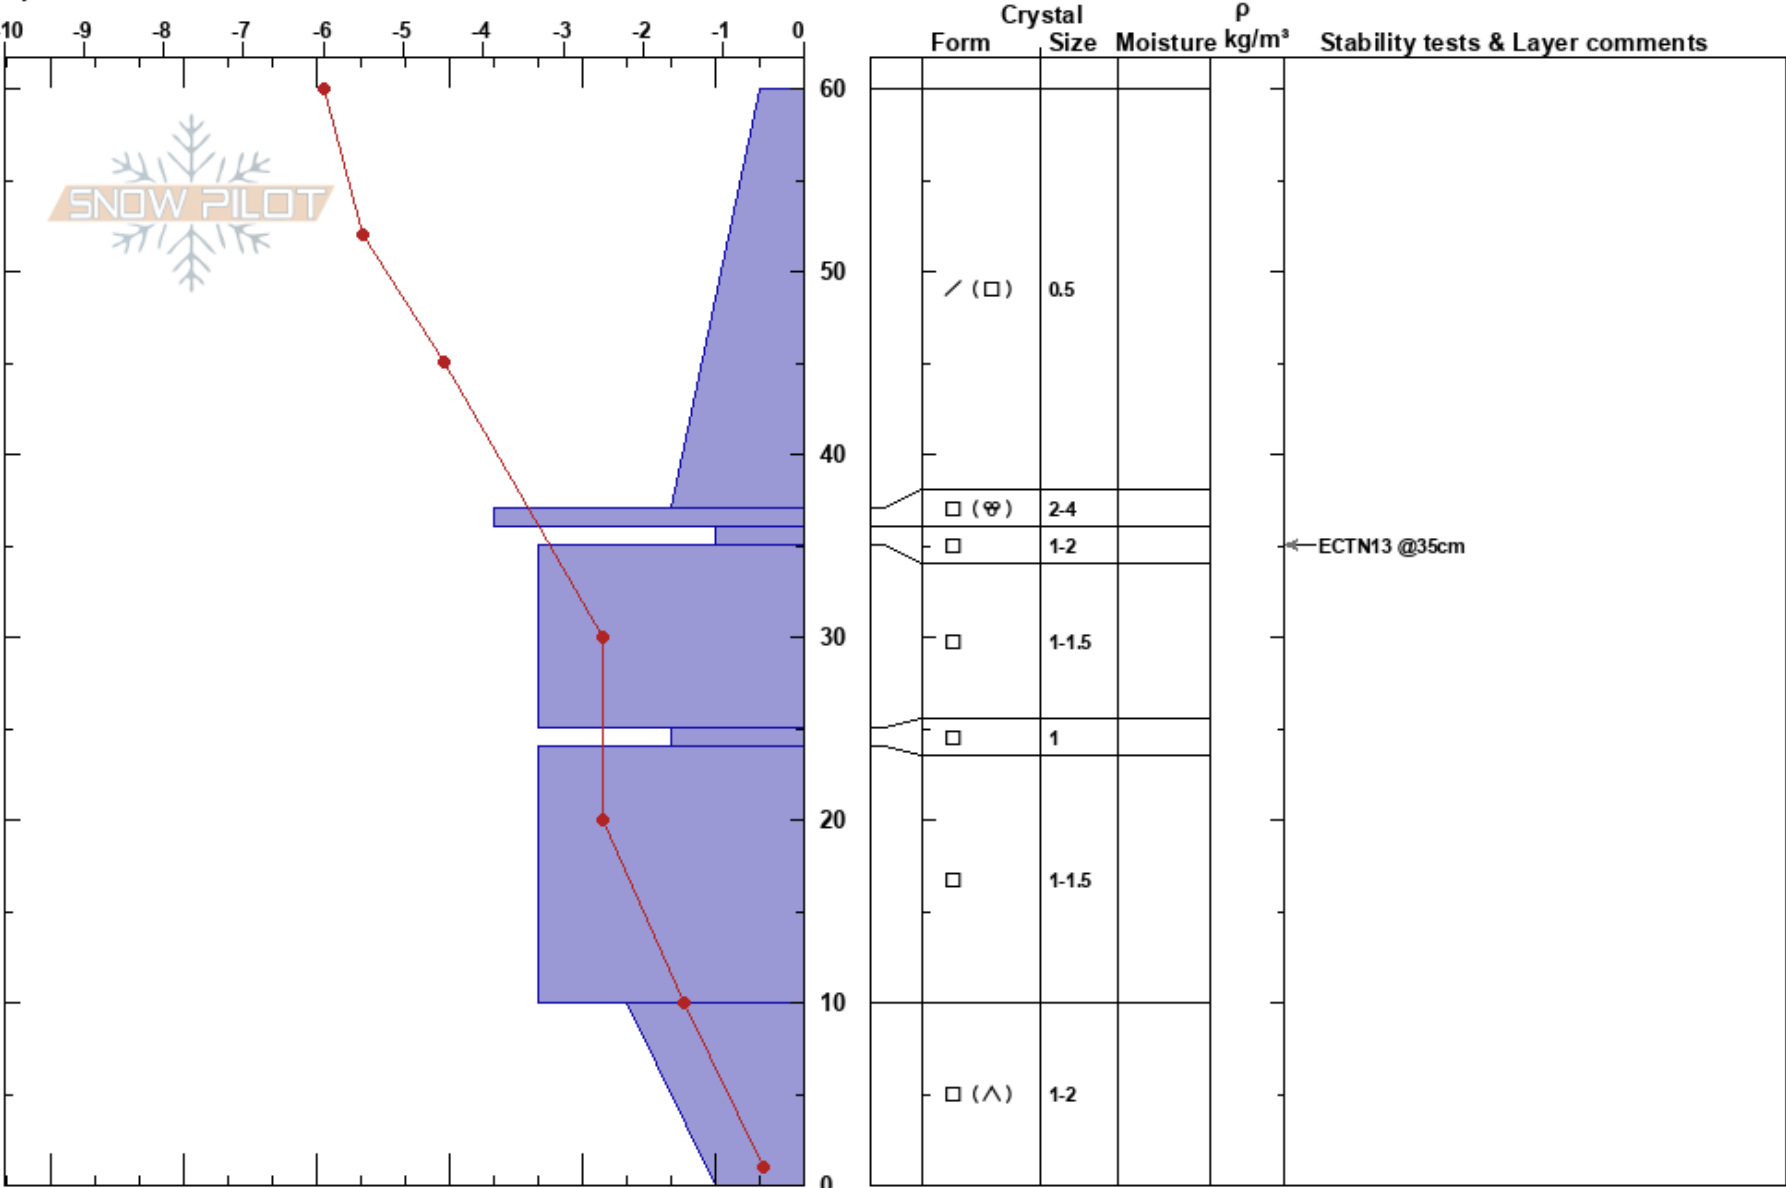 Crystal ρ
-10 -9 -8 -7 -6 -5 -4 -3 -2 -1 0
Form Size Moisture kg/m³ Stability tests & Layer comments
60
SNOW PILOT
50
/ (□) 0.5
40
□ () 2-4
□ 1-2 ECTN13 @35cm
30 □ 1-1.5
□ 1
20
□ 1-1.5
10
□ (∧) 1-2
0